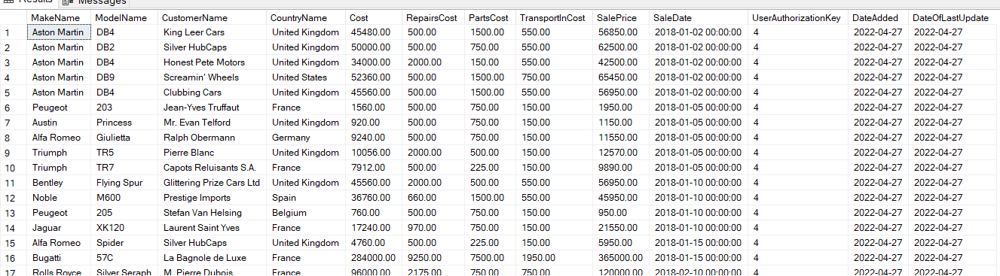 Results Messages
MakeName ModelName CustomerName CountryName Cost RepairsCost PartsCost TransportInCost SalePrice SaleDate UserAuthorizationKey DateAdded DateOfLastUpdate
1 Aston Martin DB4 King Leer Cars United Kingdom 45480.00 500.00 1500.00 550.00 56850.00 2018-01-02 00:00:00 4 2022-04-27 2022-04-27
2 Aston Martin DB2 Silver HubCaps United Kingdom 50000.00 500.00 750.00 550.00 62500.00 2018-01-02 00:00:00 4 2022-04-27 2022-04-27
3 Aston Martin DB4 Honest Pete Motors United Kingdom 34000.00 2000.00 150.00 550.00 42500.00 2018-01-02 00:00:00 4 2022-04-27 2022-04-27
4 Aston Martin DB9 Screamin' Wheels United States 52360.00 500.00 1500.00 750.00 65450.00 2018-01-02 00:00:00 4 2022-04-27 2022-04-27
5 Aston Martin DB4 Clubbing Cars United Kingdom 45560.00 500.00 1500.00 550.00 56950.00 2018-01-02 00:00:00 4 2022-04-27 2022-04-27
6 Peugeot 203 Jean-Yves Truffaut France 1560.00 500.00 750.00 150.00 1950.00 2018-01-05 00:00:00 4 2022-04-27 2022-04-27
7 Austin Princess Mr. Evan Telford United Kingdom 920.00 500.00 750.00 150.00 1150.00 2018-01-05 00:00:00 4 2022-04-27 2022-04-27
8 Alfa Romeo Giulietta Ralph Obermann Germany 9240.00 500.00 750.00 150.00 11550.00 2018-01-05 00:00:00 4 2022-04-27 2022-04-27
9 Triumph TR5 Pierre Blanc United Kingdom 10056.00 2000.00 500.00 150.00 12570.00 2018-01-05 00:00:00 4 2022-04-27 2022-04-27
10 Triumph TR7 Capots Reluisants S.A. France 7912.00 500.00 225.00 150.00 9890.00 2018-01-05 00:00:00 4 2022-04-27 2022-04-27
11 Bentley Flying Spur Glittering Prize Cars Ltd United Kingdom 45560.00 2000.00 500.00 550.00 56950.00 2018-01-10 00:00:00 4 2022-04-27 2022-04-27
12 Noble M600 Prestige Imports Spain 36760.00 660.00 1500.00 550.00 45950.00 2018-01-10 00:00:00 4 2022-04-27 2022-04-27
13 Peugeot 205 Stefan Van Helsing Belgium 760.00 500.00 750.00 150.00 950.00 2018-01-10 00:00:00 4 2022-04-27 2022-04-27
14 Jaguar XK120 Laurent Saint Yves France 17240.00 970.00 750.00 150.00 21550.00 2018-01-10 00:00:00 4 2022-04-27 2022-04-27
15 Alfa Romeo Spider Silver HubCaps United Kingdom 4760.00 500.00 225.00 150.00 5950.00 2018-01-15 00:00:00 4 2022-04-27 2022-04-27
16 Bugatti 57C La Bagnole de Luxe France 284000.00 9250.00 7500.00 1950.00 365000.00 2018-01-15 00:00:00 4 2022-04-27 2022-04-27
17 Rolls Royce Silver Seraph M. Pierre Dubois France 96000.00 2175.00 750.00 750.00 120000.00 2018-02-10 00:00:00 4 2022-04-27 2022-04-27